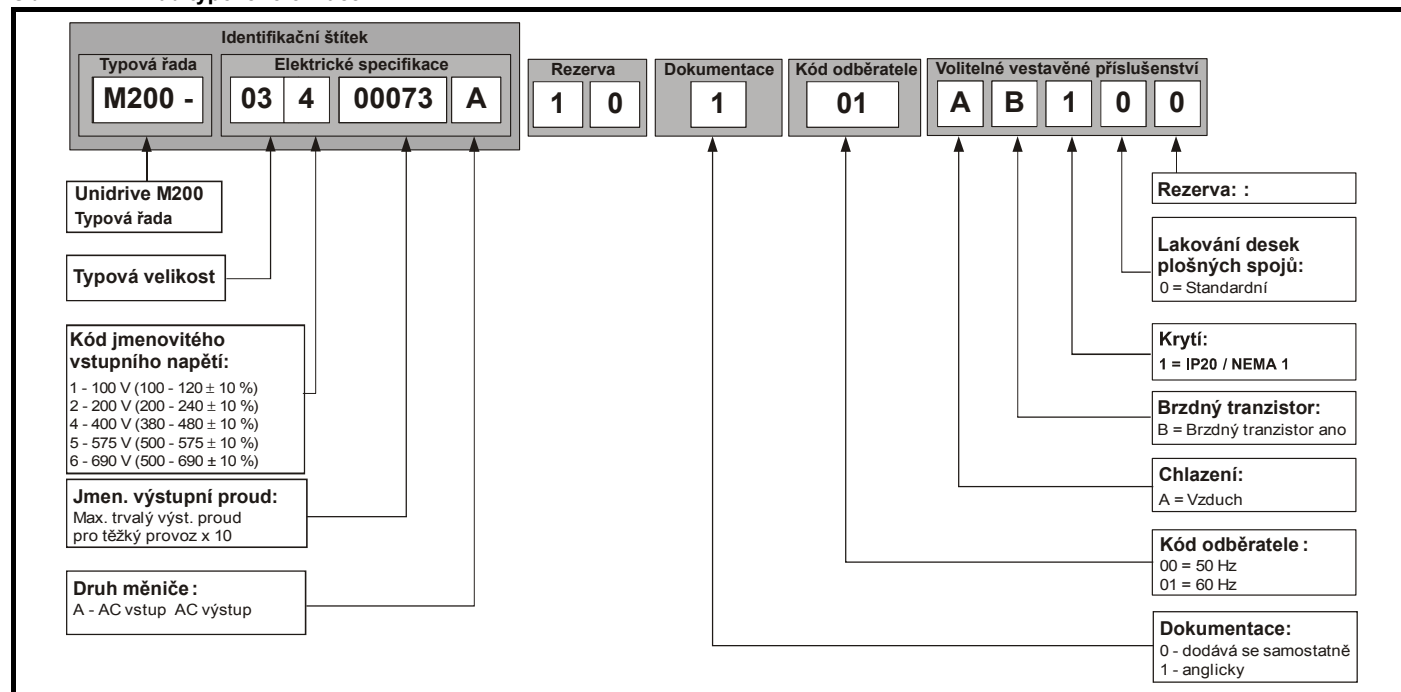 Identifikační štítek
Typová řada
Elektrické specifikace
Rezerva
Dokumentace
Kód odběratele
Volitelné vestavěné příslušenství
M200 -
03
4
00073
A
1
0
1
01
A
B
1
0
0
Unidrive M200
Typová řada
Typová velikost
Kód jmenovitého
vstupního napětí:
1 - 100 V (100 - 120 ± 10 %)
2 - 200 V (200 - 240 ± 10 %)
4 - 400 V (380 - 480 ± 10 %)
5 - 575 V (500 - 575 ± 10 %)
6 - 690 V (500 - 690 ± 10 %)
Jmen. výstupní proud:
Max. trvalý výst. proud
pro těžký provoz x 10
Druh měniče :
A - AC vstup AC výstup
Rezerva: :
Lakování desek
plošných spojů:
0 = Standardní
Krytí:
1 = IP20 / NEMA 1
Brzdný tranzistor:
B = Brzdný tranzistor ano
Chlazení:
A = Vzduch
Kód odběratele :
00 = 50 Hz
01 = 60 Hz
Dokumentace:
0 - dodává se samostatně
1 - anglicky